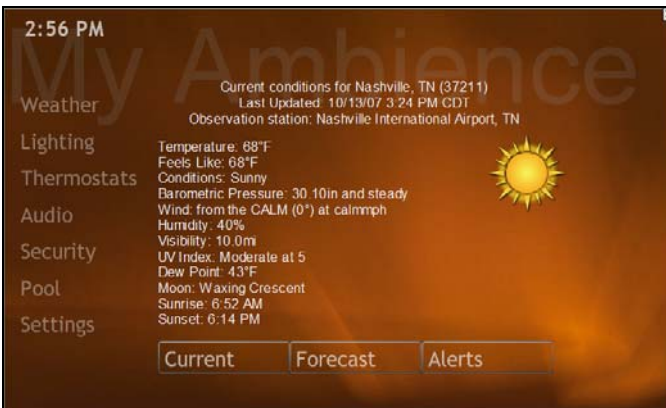 2:56 PM
My Ambience
Current conditions for Nashville, TN (37211)
Last Updated: 10/13/07 3:24 PM CDT
Observation station: Nashville International Airport, TN
Weather
Lighting
Thermostats
Audio
Security
Pool
Settings
Temperature: 68°F
Feels Like: 68°F
Conditions: Sunny
Barometric Pressure: 30.10in and steady
Wind: from the CALM (0°) at calmmph
Humidity: 40%
Visibility: 10.0mi
UV Index: Moderate at 5
Dew Point: 43°F
Moon: Waxing Crescent
Sunrise: 6:52 AM
Sunset: 6:14 PM
Current
Forecast
Alerts